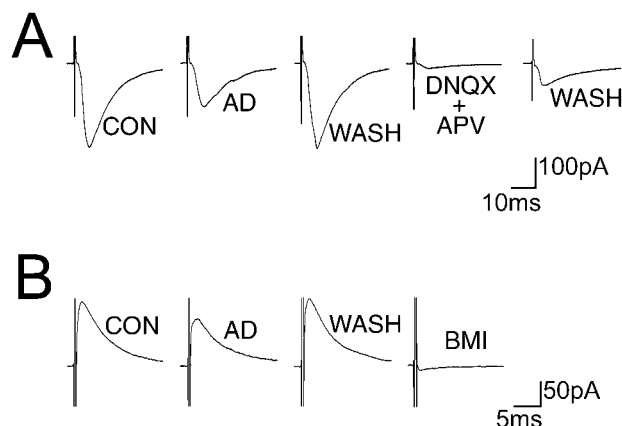 A
CON
AD
WASH
DNQX
+
APV
WASH
100pA
10ms
B
CON
AD
WASH
BMI
50pA
5ms